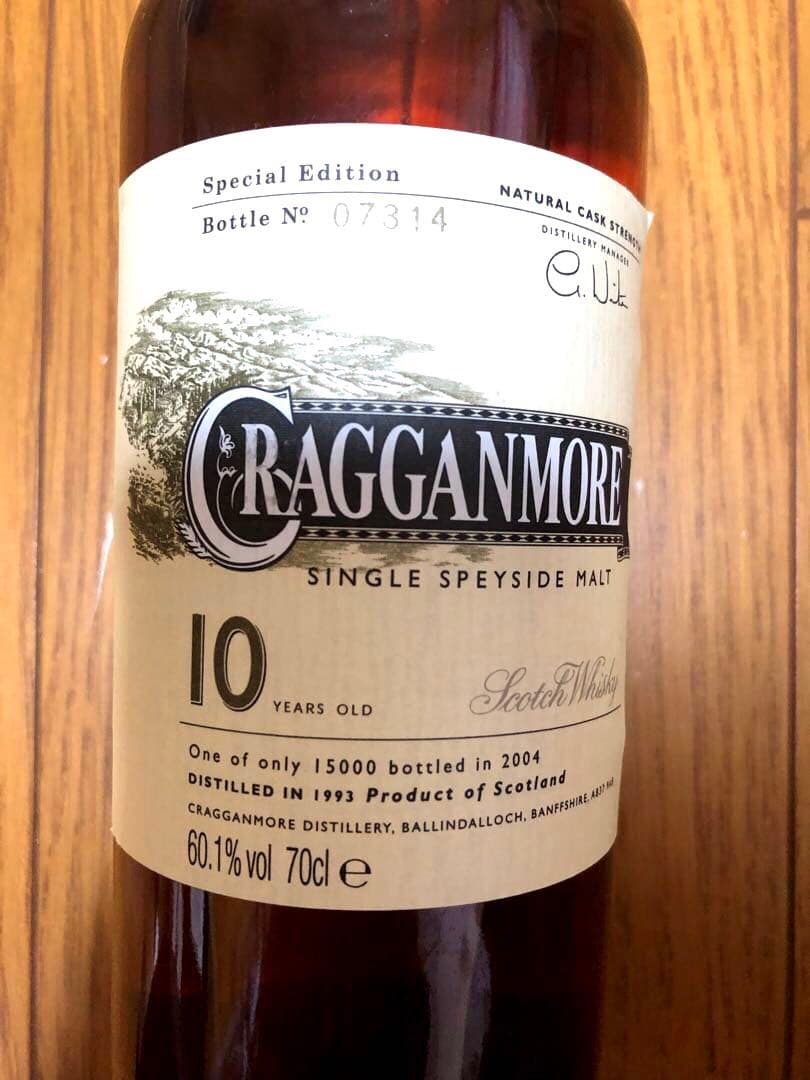 Special Edition
Bottle Nº 07314
NATURAL CASK STRENGTH
DISTILLERY MANAGER
CRAGGANMORE
SINGLE SPEYSIDE MALT
10 YEARS OLD
Scotch Whisky
One of only 15000 bottled in 2004
DISTILLED IN 1993 Product of Scotland
CRAGGANMORE DISTILLERY, BALLINDALLOCH, BANFFSHIRE, AB37 9AB
60.1%vol 70cl e